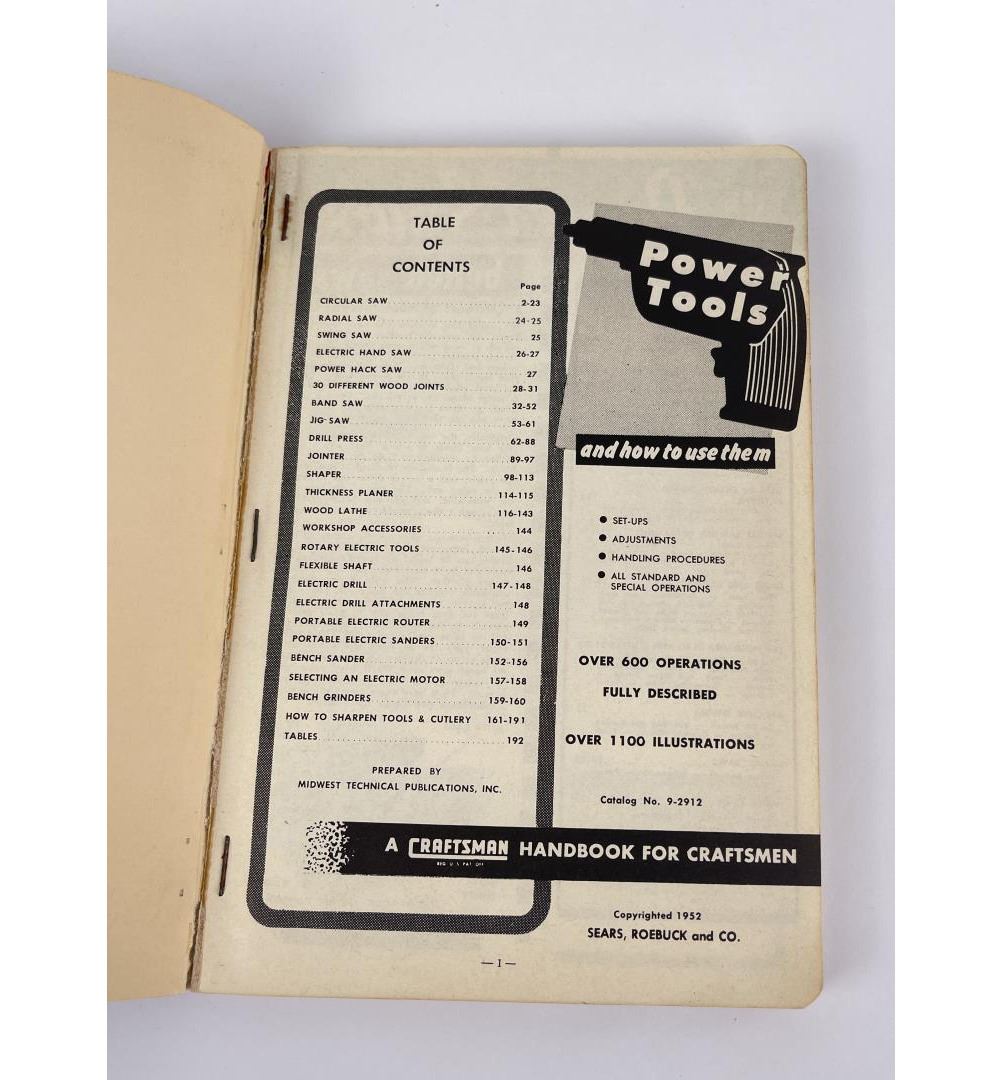 TABLE
OF
CONTENTS
Page
CIRCULAR SAW 2-23
RADIAL SAW 24-25
SWING SAW 25
ELECTRIC HAND SAW 26-27
POWER HACK SAW 27
30 DIFFERENT WOOD JOINTS 28-31
BAND SAW 32-52
JIG SAW 53-61
DRILL PRESS 62-88
JOINTER 89-97
SHAPER 98-113
THICKNESS PLANER 114-115
WOOD LATHE 116-143
WORKSHOP ACCESSORIES 144
ROTARY ELECTRIC TOOLS 145-146
FLEXIBLE SHAFT 146
ELECTRIC DRILL 147-148
ELECTRIC DRILL ATTACHMENTS 148
PORTABLE ELECTRIC ROUTER 149
PORTABLE ELECTRIC SANDERS 150-151
BENCH SANDER 152-156
SELECTING AN ELECTRIC MOTOR 157-158
BENCH GRINDERS 159-160
HOW TO SHARPEN TOOLS & CUTLERY 161-191
TABLES 192
PREPARED BY
MIDWEST TECHNICAL PUBLICATIONS, INC.
Power
Tools
and how to use them
● SET-UPS
● ADJUSTMENTS
● HANDLING PROCEDURES
● ALL STANDARD AND
SPECIAL OPERATIONS
OVER 600 OPERATIONS
FULLY DESCRIBED
OVER 1100 ILLUSTRATIONS
Catalog No. 9-2912
A CRAFTSMAN HANDBOOK FOR CRAFTSMEN
REG U S PAT OFF
Copyrighted 1952
SEARS, ROEBUCK and CO.
—1—